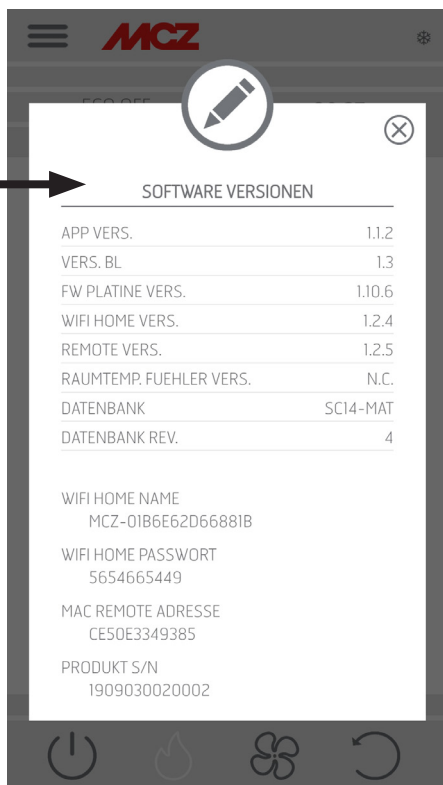 MCZ
SOFTWARE VERSIONEN
APP VERS. 1.1.2
VERS. BL 1.3
FW PLATINE VERS. 1.10.6
WIFI HOME VERS. 1.2.4
REMOTE VERS. 1.2.5
RAUMTEMP. FUEHLER VERS. N.C.
DATENBANK SC14-MAT
DATENBANK REV. 4
WIFI HOME NAME
MCZ-01B6E62D66881B
WIFI HOME PASSWORT
5654665449
MAC REMOTE ADRESSE
CE50E3349385
PRODUKT S/N
1909030020002